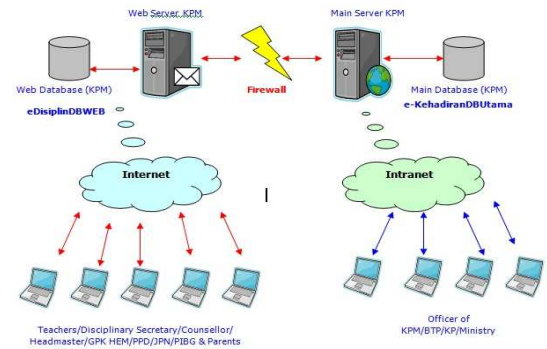 Web Server KPM
Main Server KPM
Firewall
Web Database (KPM)
eDisiplinDBWEB
Main Database (KPM)
e-KehadiranDBUtama
Internet
Intranet
Teachers/Disciplinary Secretary/Counsellor/
Headmaster/GPK HEM/PPD/JPN/PIBG & Parents
Officer of
KPM/BTP/KP/Ministry